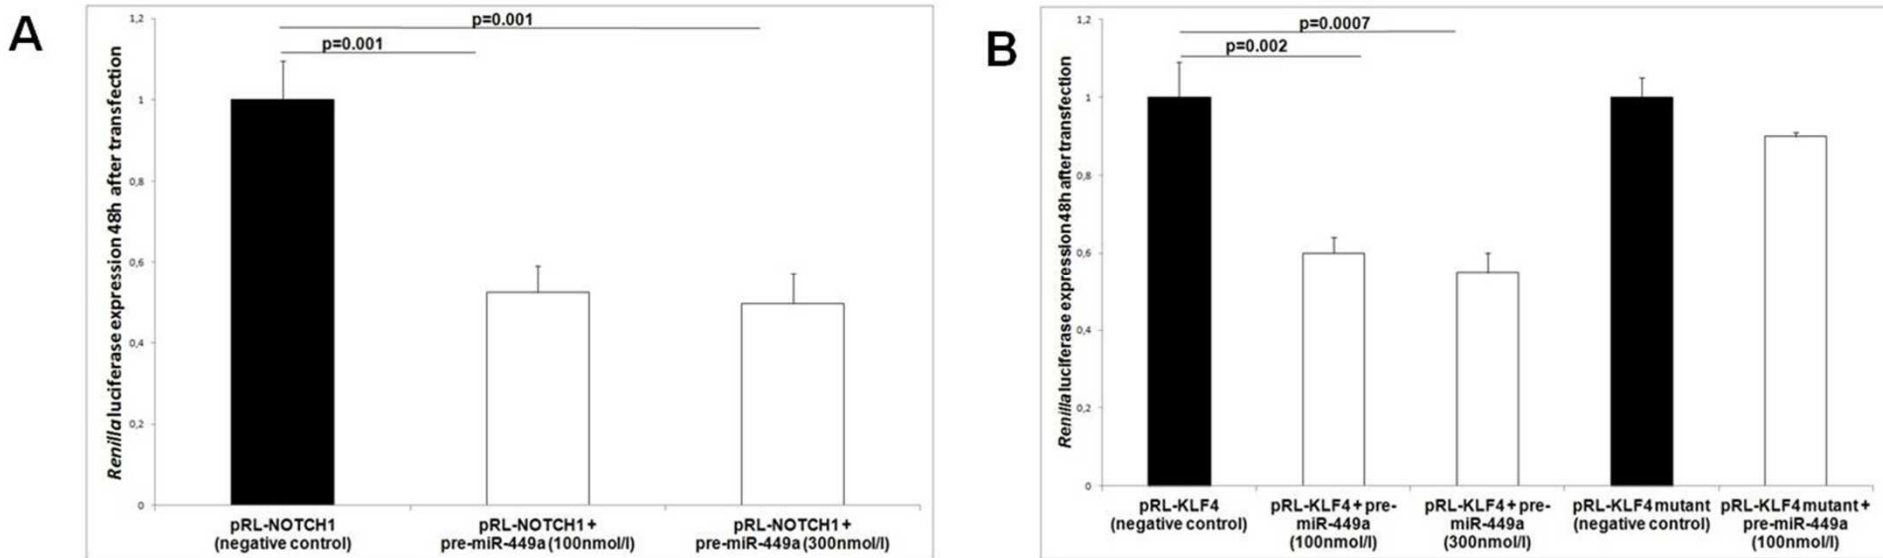 A
Renilla luciferase expression 48h after transfection
1,2
1
0,8
0,6
0,4
0,2
0
p=0.001
p=0.001
pRL-NOTCH1
(negative control)
pRL-NOTCH1 +
pre-miR-449a (100nmol/l)
pRL-NOTCH1 +
pre-miR-449a (300nmol/l)
B
Renilla luciferase expression 48h after transfection
1,2
1
0,8
0,6
0,4
0,2
0
p=0.0007
p=0.002
pRL-KLF4
(negative control)
pRL-KLF4 + pre-
miR-449a
(100nmol/l)
pRL-KLF4 + pre-
miR-449a
(300nmol/l)
pRL-KLF4 mutant
(negative control)
pRL-KLF4 mutant +
pre-miR-449a
(100nmol/l)